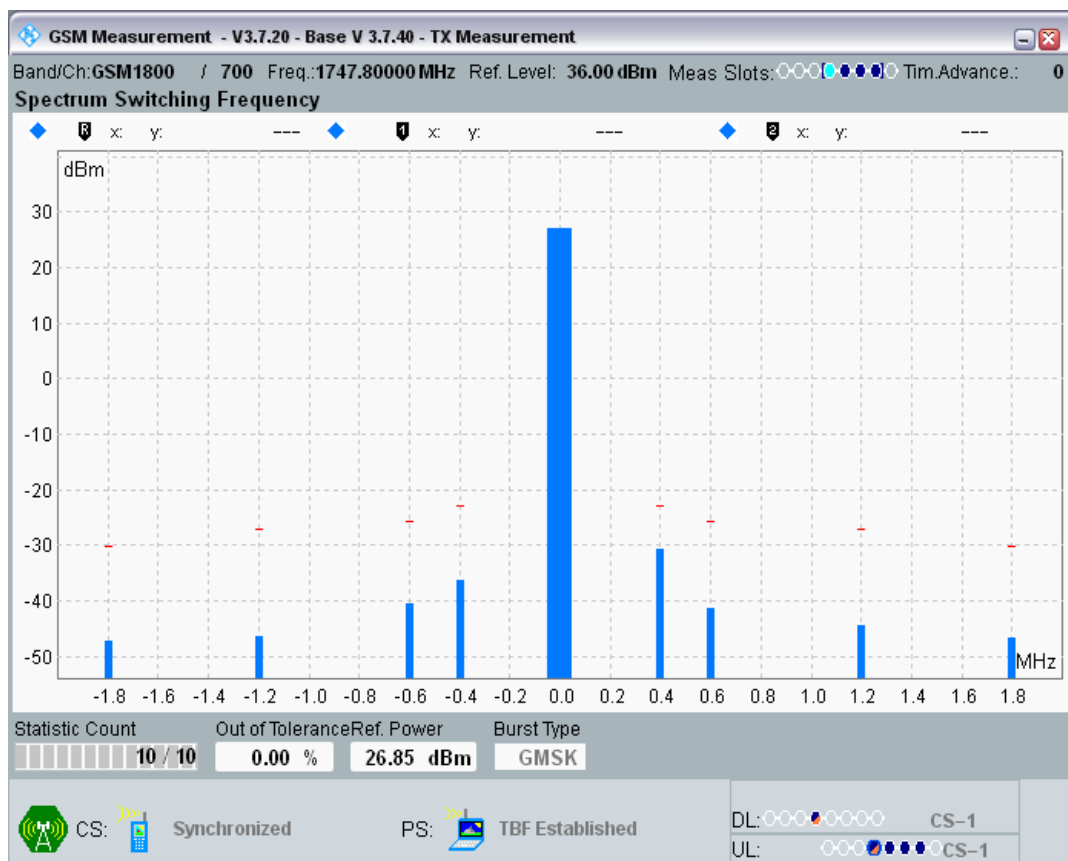 GSM Measurement - V3.7.20 - Base V 3.7.40 - TX Measurement
Band/Ch:GSM1800 / 700 Freq.:1747.80000 MHz Ref. Level: 36.00 dBm Meas Slots: Tim.Advance.: 0
Spectrum Switching Frequency
R x: y: --- 1 x: y: --- 2 x: y: ---
dBm
30
20
10
0
-10
-20
-30
-40
-50
MHz
-1.8 -1.6 -1.4 -1.2 -1.0 -0.8 -0.6 -0.4 -0.2 0.0 0.2 0.4 0.6 0.8 1.0 1.2 1.4 1.6 1.8
Statistic Count Out of Tolerance Ref. Power Burst Type
10 / 10 0.00 % 26.85 dBm GMSK
CS: Synchronized PS: TBF Established DL: CS-1
UL: CS-1